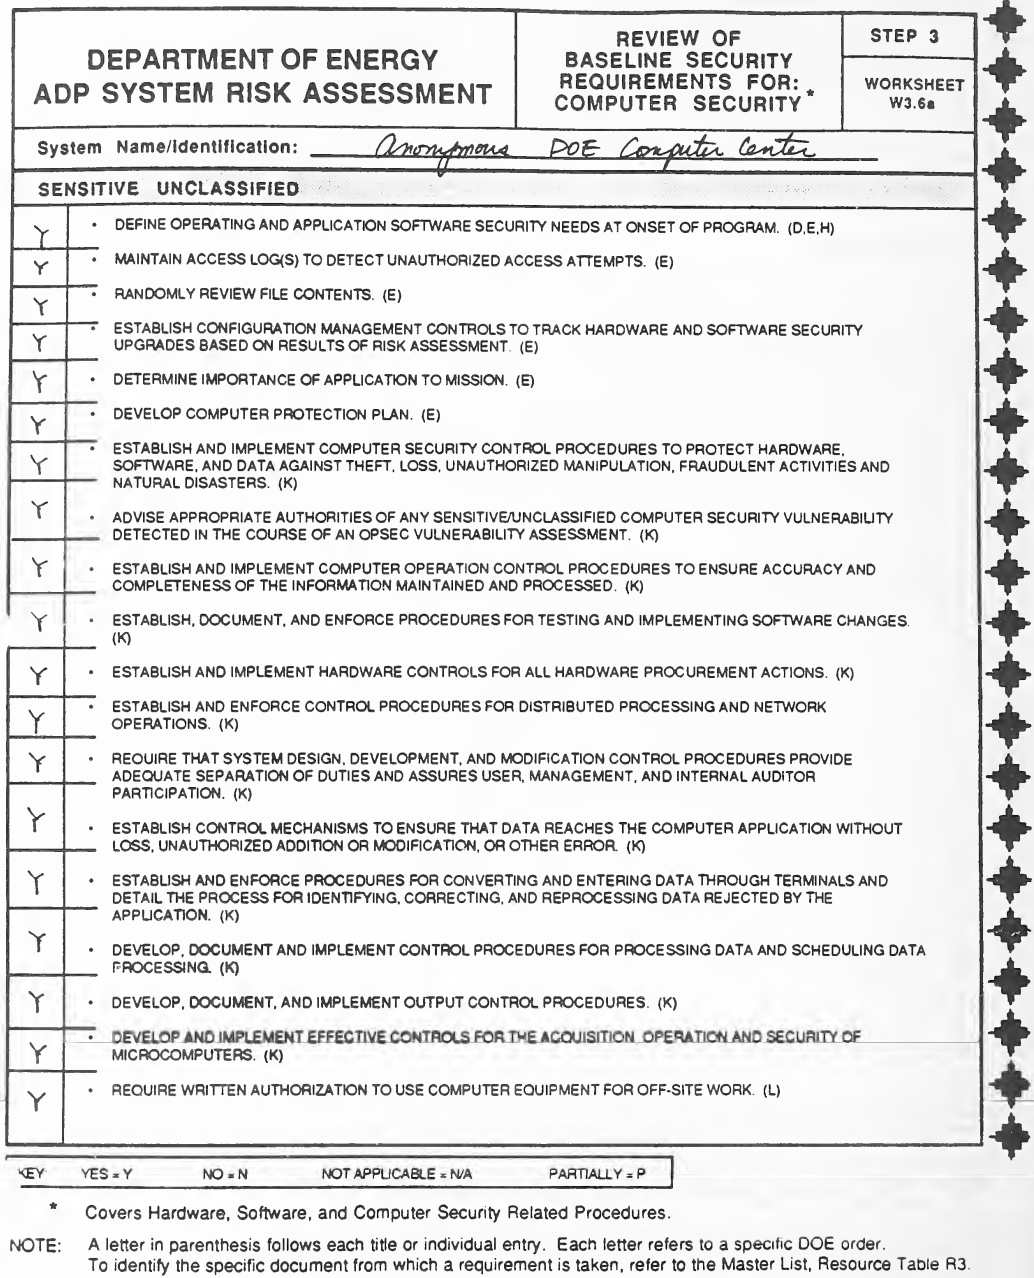 DEPARTMENT OF ENERGY
ADP SYSTEM RISK ASSESSMENT
REVIEW OF
BASELINE SECURITY
REQUIREMENTS FOR:
COMPUTER SECURITY *
STEP 3
WORKSHEET
W3.6a
System Name/Identification: Anonymous DOE Computer Center
SENSITIVE UNCLASSIFIED
Y • DEFINE OPERATING AND APPLICATION SOFTWARE SECURITY NEEDS AT ONSET OF PROGRAM. (D,E,H)
Y • MAINTAIN ACCESS LOG(S) TO DETECT UNAUTHORIZED ACCESS ATTEMPTS. (E)
Y • RANDOMLY REVIEW FILE CONTENTS. (E)
Y • ESTABLISH CONFIGURATION MANAGEMENT CONTROLS TO TRACK HARDWARE AND SOFTWARE SECURITY
UPGRADES BASED ON RESULTS OF RISK ASSESSMENT. (E)
Y • DETERMINE IMPORTANCE OF APPLICATION TO MISSION. (E)
Y • DEVELOP COMPUTER PROTECTION PLAN. (E)
Y • ESTABLISH AND IMPLEMENT COMPUTER SECURITY CONTROL PROCEDURES TO PROTECT HARDWARE,
SOFTWARE, AND DATA AGAINST THEFT, LOSS, UNAUTHORIZED MANIPULATION, FRAUDULENT ACTIVITIES AND
NATURAL DISASTERS. (K)
Y • ADVISE APPROPRIATE AUTHORITIES OF ANY SENSITIVE/UNCLASSIFIED COMPUTER SECURITY VULNERABILITY
DETECTED IN THE COURSE OF AN OPSEC VULNERABILITY ASSESSMENT. (K)
Y • ESTABLISH AND IMPLEMENT COMPUTER OPERATION CONTROL PROCEDURES TO ENSURE ACCURACY AND
COMPLETENESS OF THE INFORMATION MAINTAINED AND PROCESSED. (K)
Y • ESTABLISH, DOCUMENT, AND ENFORCE PROCEDURES FOR TESTING AND IMPLEMENTING SOFTWARE CHANGES.
(K)
Y • ESTABLISH AND IMPLEMENT HARDWARE CONTROLS FOR ALL HARDWARE PROCUREMENT ACTIONS. (K)
Y • ESTABLISH AND ENFORCE CONTROL PROCEDURES FOR DISTRIBUTED PROCESSING AND NETWORK
OPERATIONS. (K)
Y • REQUIRE THAT SYSTEM DESIGN, DEVELOPMENT, AND MODIFICATION CONTROL PROCEDURES PROVIDE
ADEQUATE SEPARATION OF DUTIES AND ASSURES USER, MANAGEMENT, AND INTERNAL AUDITOR
PARTICIPATION. (K)
Y • ESTABLISH CONTROL MECHANISMS TO ENSURE THAT DATA REACHES THE COMPUTER APPLICATION WITHOUT
LOSS, UNAUTHORIZED ADDITION OR MODIFICATION, OR OTHER ERROR. (K)
Y • ESTABLISH AND ENFORCE PROCEDURES FOR CONVERTING AND ENTERING DATA THROUGH TERMINALS AND
DETAIL THE PROCESS FOR IDENTIFYING, CORRECTING, AND REPROCESSING DATA REJECTED BY THE
APPLICATION. (K)
Y • DEVELOP, DOCUMENT AND IMPLEMENT CONTROL PROCEDURES FOR PROCESSING DATA AND SCHEDULING DATA
PROCESSING. (K)
Y • DEVELOP, DOCUMENT, AND IMPLEMENT OUTPUT CONTROL PROCEDURES. (K)
Y • DEVELOP AND IMPLEMENT EFFECTIVE CONTROLS FOR THE ACQUISITION, OPERATION AND SECURITY OF
MICROCOMPUTERS. (K)
Y • REQUIRE WRITTEN AUTHORIZATION TO USE COMPUTER EQUIPMENT FOR OFF-SITE WORK. (L)
KEY YES = Y NO = N NOT APPLICABLE = N/A PARTIALLY = P
* Covers Hardware, Software, and Computer Security Related Procedures.
NOTE: A letter in parenthesis follows each title or individual entry. Each letter refers to a specific DOE order.
To identify the specific document from which a requirement is taken, refer to the Master List, Resource Table R3.